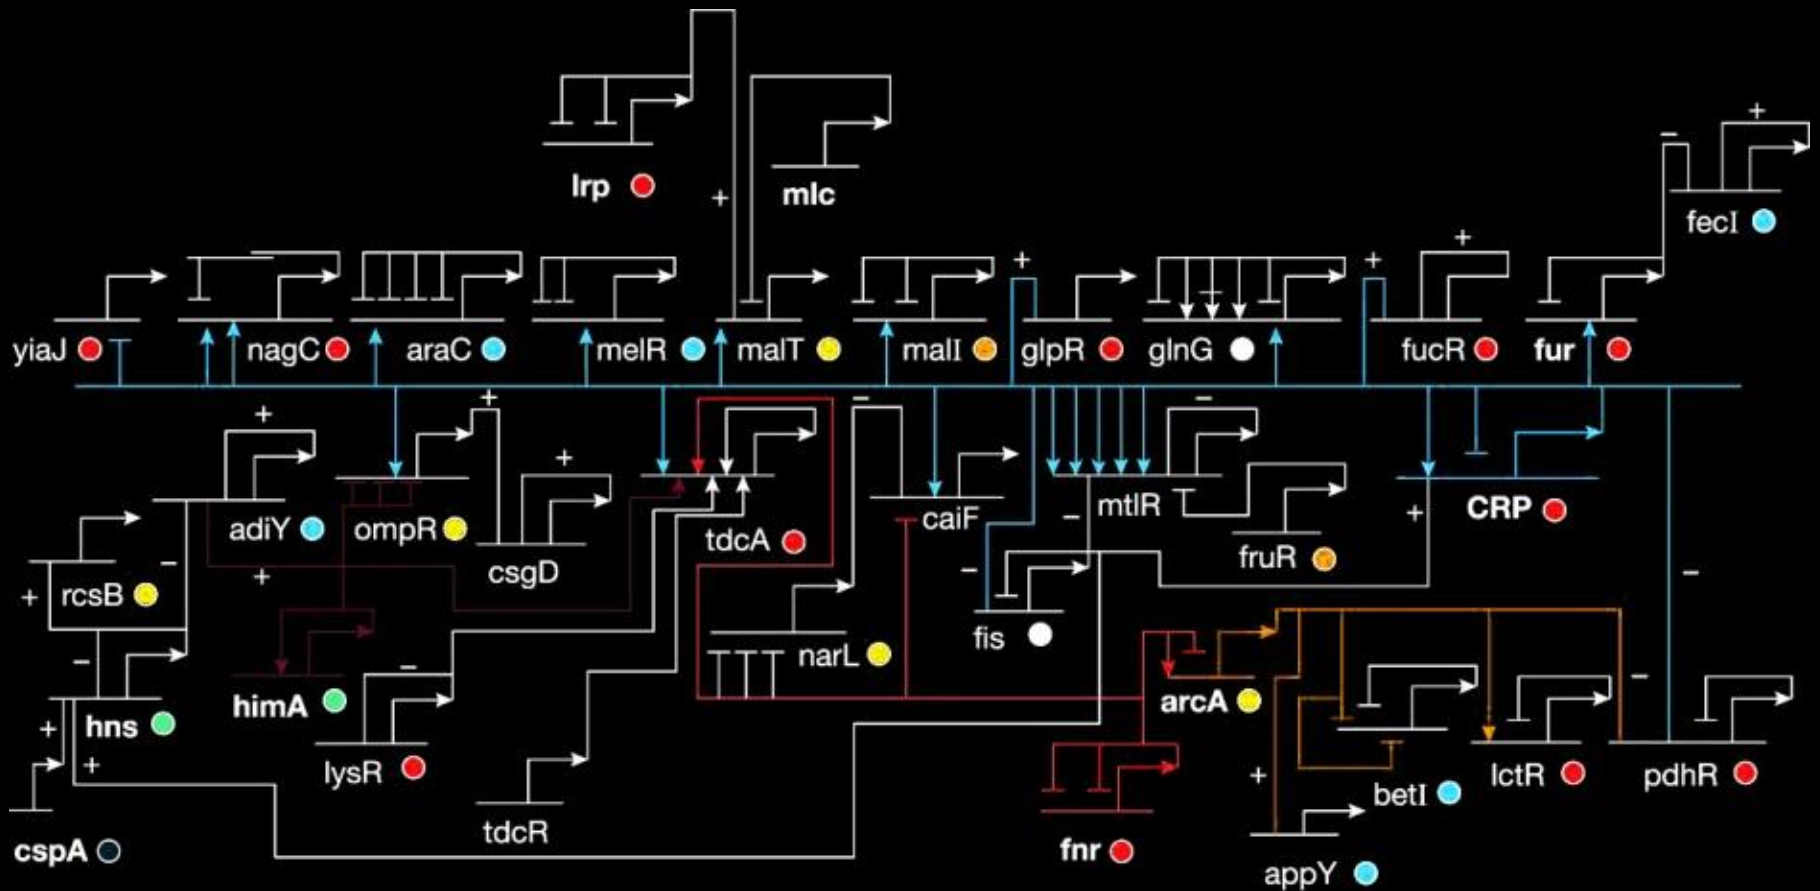 lrp
mlc
+
+
−
fecI
+
+
+
yiaJ
nagC
araC
melR
malT
malI
glpR
glnG
fucR
fur
+
+
+
−
−
adiY
ompR
csgD
tdcA
caiF
mtlR
−
fruR
+
CRP
−
+
rcsB
+
−
−
fis
narL
−
hns
himA
−
arcA
−
+
+
lysR
tdcR
+
betI
lctR
pdhR
cspA
fnr
appY